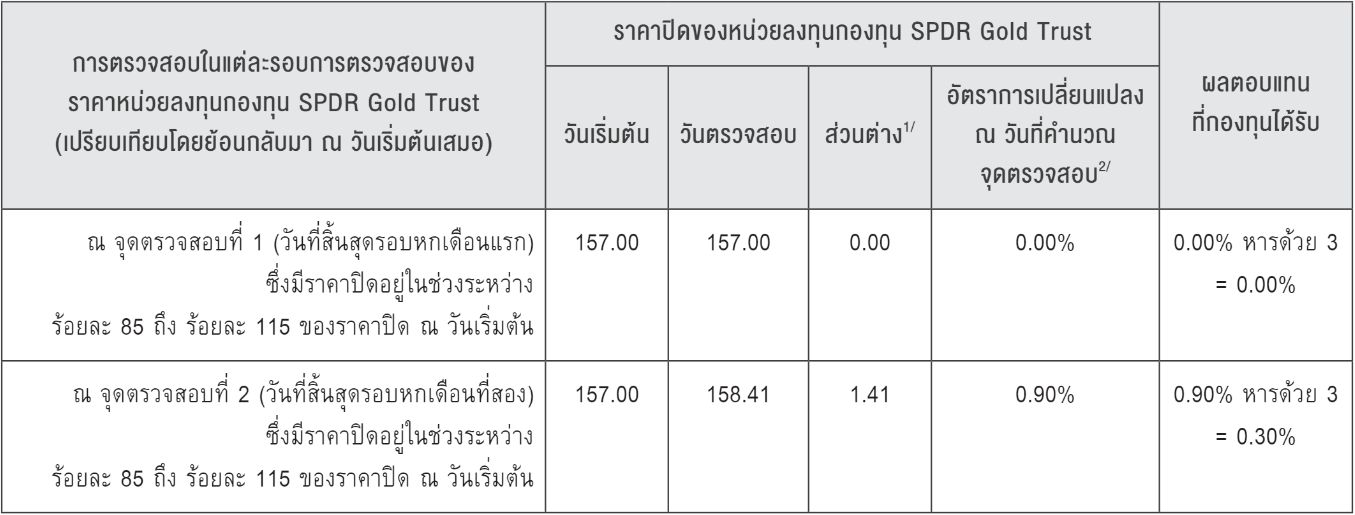 การตรวจสอบในแต่ละรอบการตรวจสอบของ
ราคาหน่วยลงทุนกองทุน SPDR Gold Trust
(เปรียบเทียบโดยย้อนกลับมา ณ วันเริ่มต้นเสมอ)
ราคาปิดของหน่วยลงทุนกองทุน SPDR Gold Trust
วันเริ่มต้น
วันตรวจสอบ
ส่วนต่าง1/
อัตราการเปลี่ยนแปลง
ณ วันที่คำนวณ
จุดตรวจสอบ2/
ผลตอบแทน
ที่กองทุนได้รับ
ณ จุดตรวจสอบที่ 1 (วันที่สิ้นสุดรอบหกเดือนแรก)
ซึ่งมีราคาปิดอยู่ในช่วงระหว่าง
ร้อยละ 85 ถึง ร้อยละ 115 ของราคาปิด ณ วันเริ่มต้น
157.00
157.00
0.00
0.00%
0.00% หารด้วย 3
= 0.00%
ณ จุดตรวจสอบที่ 2 (วันที่สิ้นสุดรอบหกเดือนที่สอง)
ซึ่งมีราคาปิดอยู่ในช่วงระหว่าง
ร้อยละ 85 ถึง ร้อยละ 115 ของราคาปิด ณ วันเริ่มต้น
157.00
158.41
1.41
0.90%
0.90% หารด้วย 3
= 0.30%